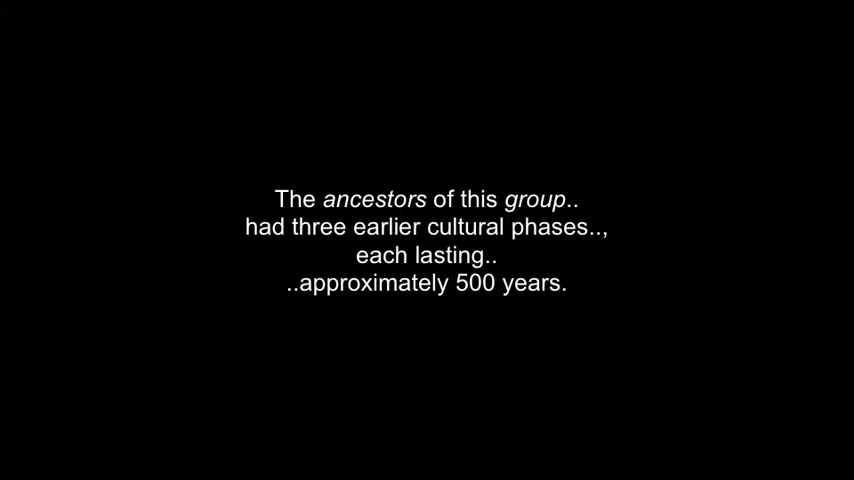 The ancestors of this group..
had three earlier cultural phases..,
each lasting..
..approximately 500 years.